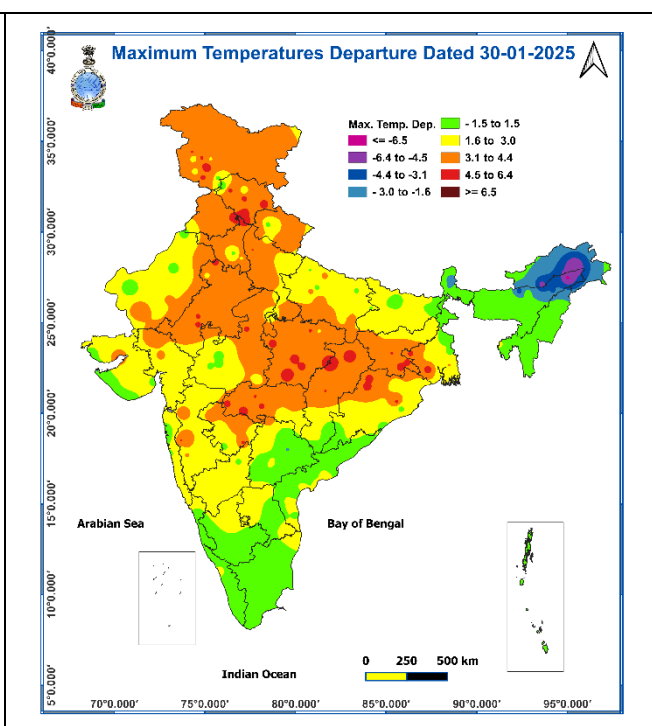 Maximum Temperatures Departure Dated 30-01-2025
Max. Temp. Dep.
<= -6.5
-6.4 to -4.5
-4.4 to -3.1
- 3.0 to -1.6
- 1.5 to 1.5
1.6 to 3.0
3.1 to 4.4
4.5 to 6.4
>= 6.5
40°0.000'
35°0.000'
30°0.000'
25°0.000'
20°0.000'
15°0.000'
10°0.000'
5°0.000'
Arabian Sea
Bay of Bengal
Indian Ocean
0 250 500 km
70°0.000' 75°0.000' 80°0.000' 85°0.000' 90°0.000' 95°0.000'